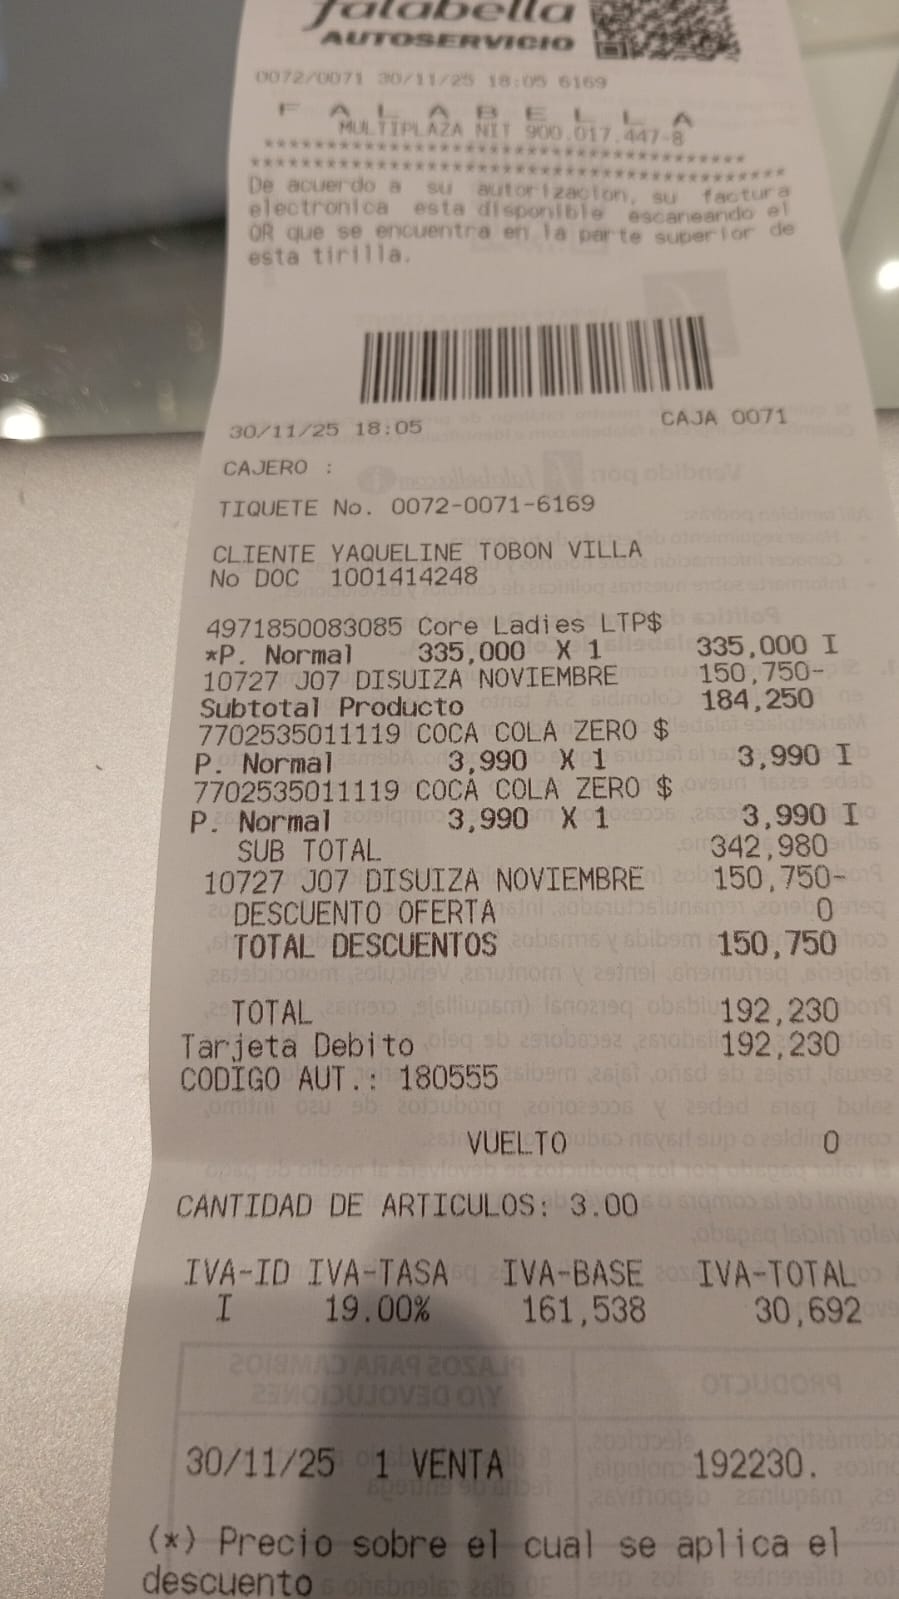 falabella
AUTOSERVICIO
0072/0071 30/11/25 18:05 6169
F A L A B E L L A
MULTIPLAZA NIT 900.017.447-8
******************************************
******************************************
De acuerdo a su autorizacion, su factura
electronica esta disponible escaneando el
QR que se encuentra en la parte superior de
esta tirilla.
30/11/25 18:05 CAJA 0071
CAJERO :
TIQUETE No. 0072-0071-6169
CLIENTE YAQUELINE TOBON VILLA
No DOC 1001414248
4971850083085 Core Ladies LTP$
*P. Normal 335,000 X 1 335,000 I
10727 J07 DISUIZA NOVIEMBRE 150,750-
Subtotal Producto 184,250
7702535011119 COCA COLA ZERO $
P. Normal 3,990 X 1 3,990 I
7702535011119 COCA COLA ZERO $
P. Normal 3,990 X 1 3,990 I
SUB TOTAL 342,980
10727 J07 DISUIZA NOVIEMBRE 150,750-
DESCUENTO OFERTA 0
TOTAL DESCUENTOS 150,750
TOTAL 192,230
Tarjeta Debito 192,230
CODIGO AUT.: 180555
VUELTO 0
CANTIDAD DE ARTICULOS: 3.00
IVA-ID IVA-TASA IVA-BASE IVA-TOTAL
I 19.00% 161,538 30,692
30/11/25 1 VENTA 192230.
(*) Precio sobre el cual se aplica el
descuento